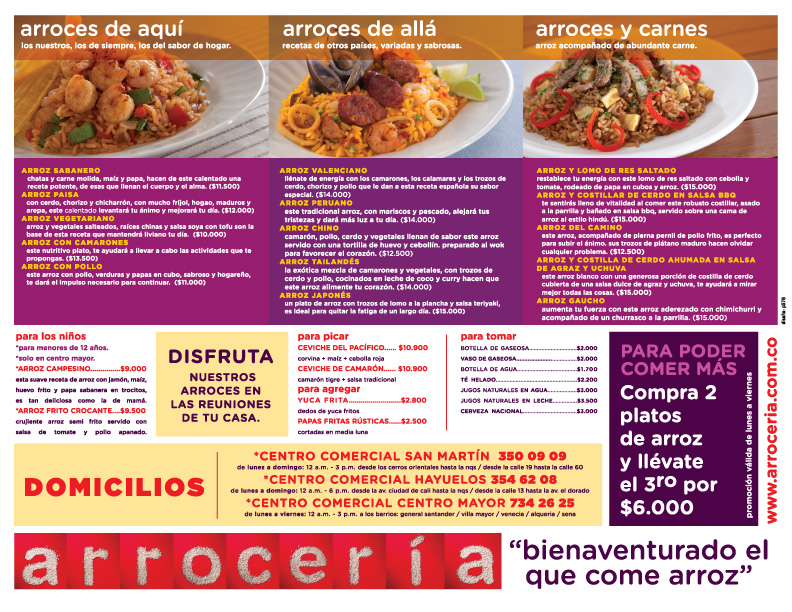 arroces de aquí
los nuestros, los de siempre, los del sabor de hogar.
ARROZ SABANERO
chatas y carne molida, maíz y papa, hacen de este calentado una
receta potente, de esas que llenan el cuerpo y el alma. ($11.500)
ARROZ PAISA
con cerdo, chorizo y chicharrón, con mucho fríjol, hogao, maduros y
arepa, este calentado levantará tu ánimo y mejorará tu día. ($12.000)
ARROZ VEGETARIANO
arroz y vegetales salteados, raíces chinas y salsa soya con tofu son la
base de esta receta que mantendrá liviano tu día. ($10.000)
ARROZ CON CAMARONES
este nutritivo plato, te ayudará a llevar a cabo las actividades que te
propongas. ($13.500)
ARROZ CON POLLO
este arroz con pollo, verduras y papas en cubo, sabroso y hogareño,
te dará el impulso necesario para continuar. ($11.000)
arroces de allá
recetas de otros países, variadas y sabrosas.
ARROZ VALENCIANO
llénate de energía con los camarones, los calamares y los trozos de
cerdo, chorizo y pollo que le dan a esta receta española su sabor
especial. ($14.000)
ARROZ PERUANO
este tradicional arroz, con mariscos y pescado, alejará tus
tristezas y dará más luz a tu día. ($14.000)
ARROZ CHINO
camarón, pollo, cerdo y vegetales llenan de sabor este arroz
servido con una tortilla de huevo y cebollín. preparado al wok
para favorecer el corazón. ($12.500)
ARROZ TAILANDÉS
la exótica mezcla de camarones y vegetales, con trozos de
cerdo y pollo, cocinados en leche de coco y curry hacen que
este arroz alimente tu corazón. ($14.000)
ARROZ JAPONÉS
un plato de arroz con trozos de lomo a la plancha y salsa teriyaki,
es ideal para quitar la fatiga de un largo día. ($15.000)
arroces y carnes
arroz acompañado de abundante carne.
ARROZ Y LOMO DE RES SALTADO
restablece tu energía con este lomo de res saltado con cebolla y
tomate, rodeado de papa en cubos y arroz. ($15.000)
ARROZ Y COSTILLAR DE CERDO EN SALSA BBQ
te sentirás lleno de vitalidad al comer este robusto costillar, asado
a la parrilla y bañado en salsa bbq, servido sobre una cama de
arroz al estilo hindú. ($15.000)
ARROZ DEL CAMINO
este arroz, acompañado de pierna pernil de pollo frito, es perfecto
para subir el ánimo. sus trozos de plátano maduro hacen olvidar
cualquier problema. ($12.500)
ARROZ Y COSTILLA DE CERDO AHUMADA EN SALSA
DE AGRAZ Y UCHUVA
este arroz blanco con una generosa porción de costilla de cerdo
cubierta de una salsa dulce de agraz y uchuva, te ayudará a mirar
mejor todas las cosas. ($15.000)
ARROZ GAUCHO
aumenta tu fuerza con este arroz aderezado con chimichurri y
acompañado de un churrasco a la parrilla. ($15.000)
para los niños
*para menores de 12 años.
*solo en centro mayor.
*ARROZ CAMPESINO..............$9.000
esta suave receta de arroz con jamón, maíz,
huevo frito y papa sabanera en trocitos,
es tan deliciosa como la de mamá.
*ARROZ FRITO CROCANTE....$9.500
crujiente arroz semi frito servido con
salsa de tomate y pollo apanado.
DISFRUTA
NUESTROS
ARROCES EN
LAS REUNIONES
DE TU CASA.
para picar
CEVICHE DEL PACÍFICO...... $10.900
corvina + maíz + cebolla roja
CEVICHE DE CAMARÓN...... $10.900
camarón tigre + salsa tradicional
para agregar
YUCA FRITA........................$2.800
dedos de yuca fritos
PAPAS FRITAS RÚSTICAS......$2.500
cortadas en media luna
para tomar
BOTELLA DE GASEOSA................$2.000
VASO DE GASEOSA................$2.000
BOTELLA DE AGUA................$1.700
TÉ HELADO................$2.200
JUGOS NATURALES EN AGUA......$3.000
JUGOS NATURALES EN LECHE.....$3.500
CERVEZA NACIONAL................$3.000
PARA PODER
COMER MÁS
Compra 2
platos
de arroz
y llévate
el 3ro por
$6.000
promoción válida de lunes a viernes
www.arroceria.com.co
DOMICILIOS
*CENTRO COMERCIAL SAN MARTÍN 350 09 09
de lunes a domingo: 12 a.m. - 3 p.m. desde los cerros orientales hasta la nqs / desde la calle 19 hasta la calle 60
*CENTRO COMERCIAL HAYUELOS 354 62 08
de lunes a domingo: 12 a.m. - 6 p.m. desde la av. ciudad de cali hasta la nqs / desde la calle 13 hasta la av. el dorado
*CENTRO COMERCIAL CENTRO MAYOR 734 26 25
de lunes a viernes: 12 a.m. - 3 p.m. a los barrios: general santander / villa mayor / venecia / alquería / sena
arrocería
“bienaventurado el
que come arroz”